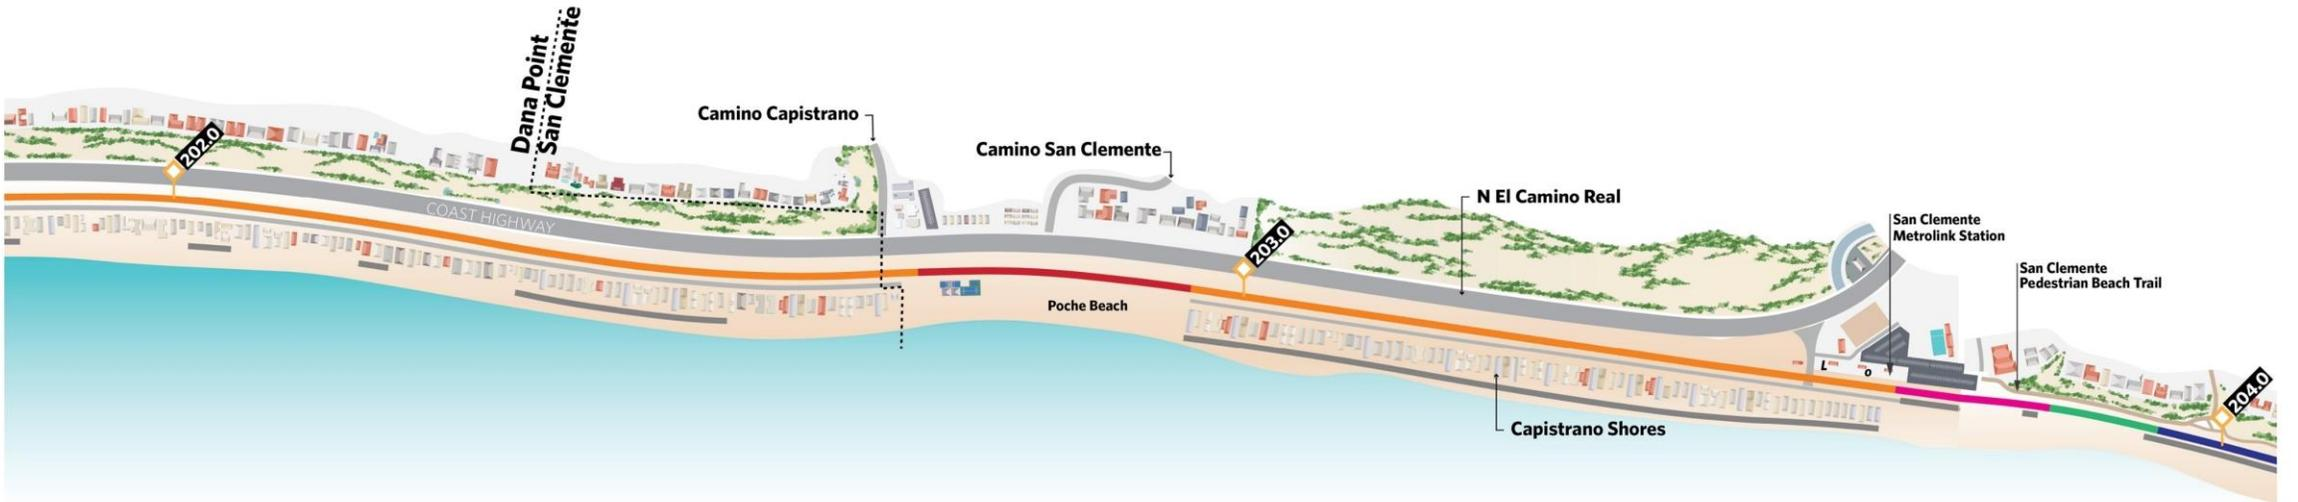 Dana Point
San Clemente
202.0
COAST HIGHWAY
Camino Capistrano
Camino San Clemente
203.0
Poche Beach
N El Camino Real
Capistrano Shores
San Clemente
Metrolink Station
L
o
San Clemente
Pedestrian Beach Trail
204.0